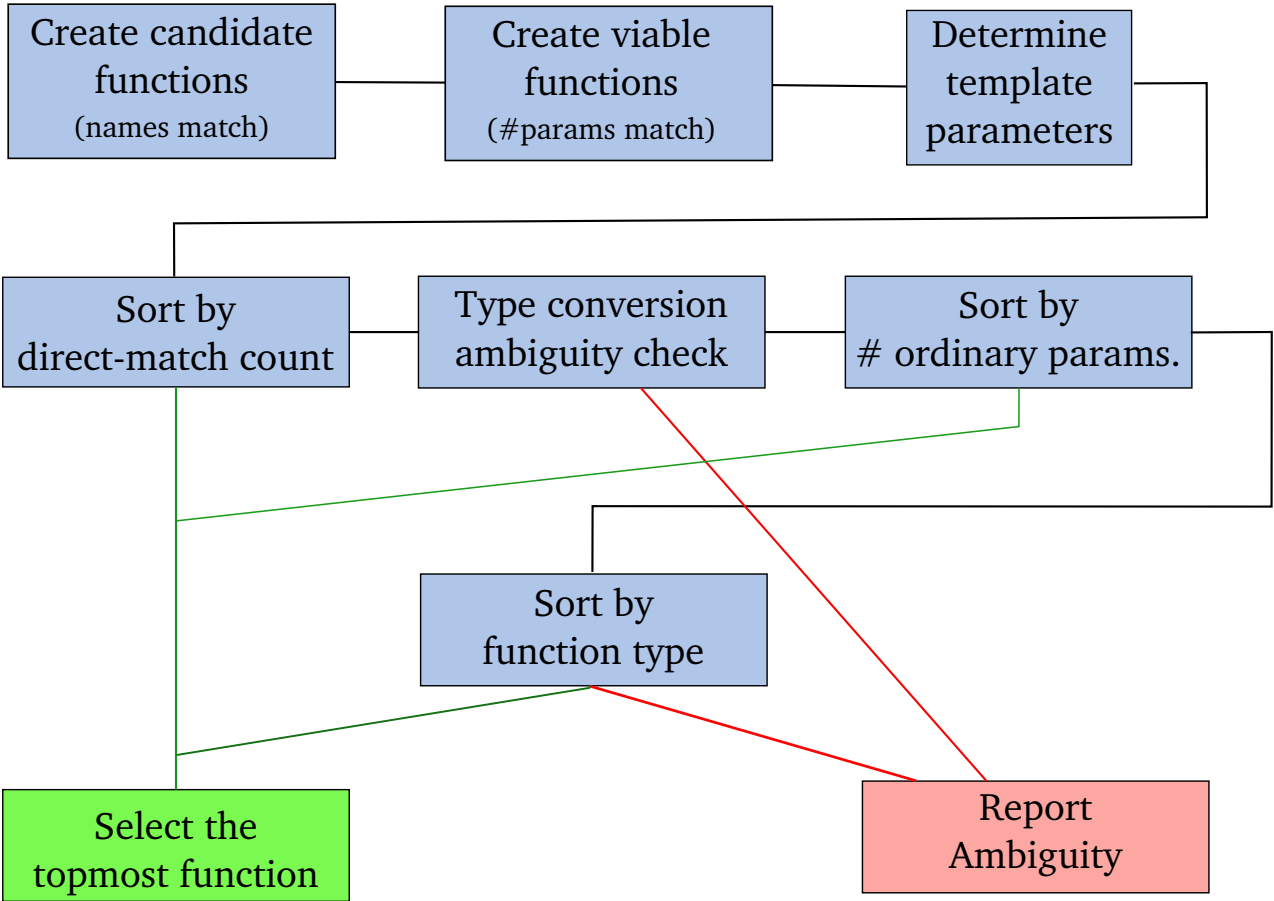 Create candidate
functions
(names match)
Create viable
functions
(#params match)
Determine
template
parameters
Sort by
direct-match count
Type conversion
ambiguity check
Sort by
# ordinary params.
Sort by
function type
Select the
topmost function
Report
Ambiguity